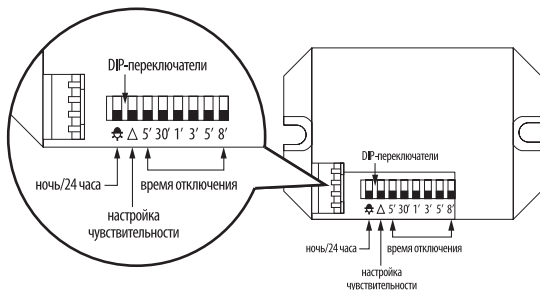 DIP-переключатели
△ 5′ 30′ 1′ 3′ 5′ 8′
ночь/24 часа
время отключения
настройка
чувствительности
DIP-переключатели
△ 5′ 30′ 1′ 3′ 5′ 8′
ночь/24 часа
время отключения
настройка
чувствительности